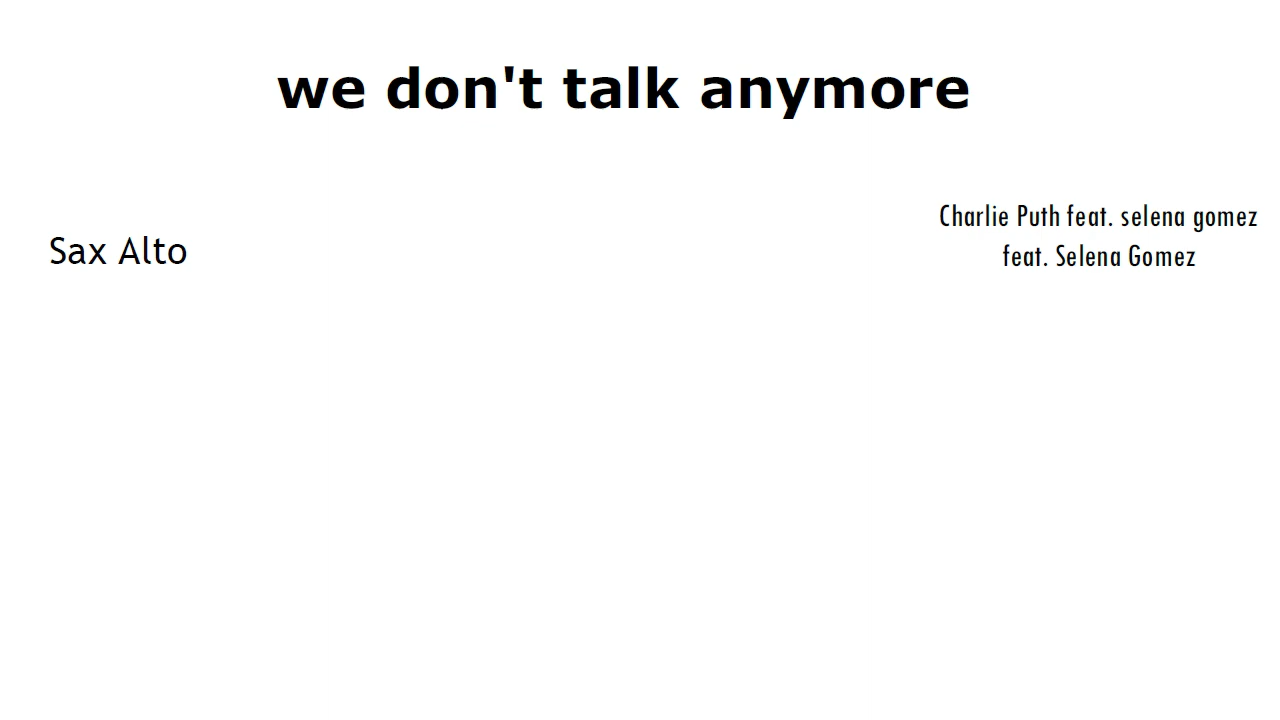 we don't talk anymore
Charlie Puth feat. selena gomez
Sax Alto
feat. Selena Gomez